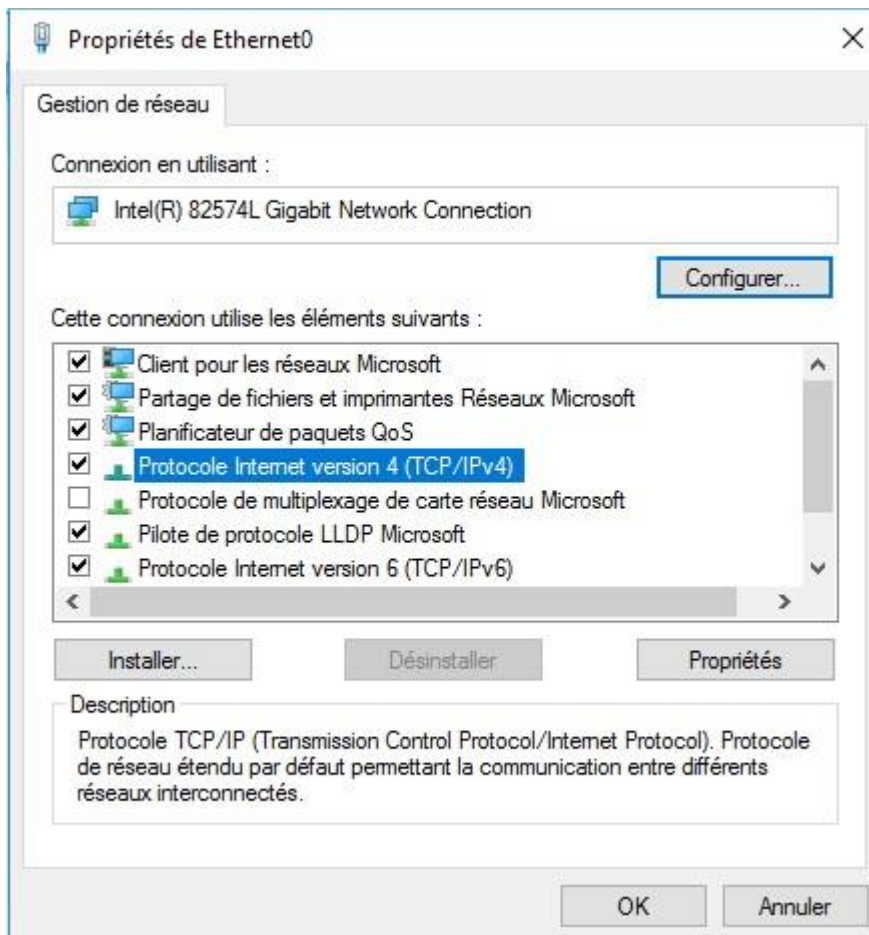 Propriétés de Ethernet0
Gestion de réseau
Connexion en utilisant :
Intel(R) 82574L Gigabit Network Connection
Configurer...
Cette connexion utilise les éléments suivants :
Client pour les réseaux Microsoft
Partage de fichiers et imprimantes Réseaux Microsoft
Planificateur de paquets QoS
Protocole Internet version 4 (TCP/IPv4)
Protocole de multiplexage de carte réseau Microsoft
Pilote de protocole LLDP Microsoft
Protocole Internet version 6 (TCP/IPv6)
Installer... Désinstaller Propriétés
Description
Protocole TCP/IP (Transmission Control Protocol/Internet Protocol). Protocole
de réseau étendu par défaut permettant la communication entre différents
réseaux interconnectés.
OK Annuler